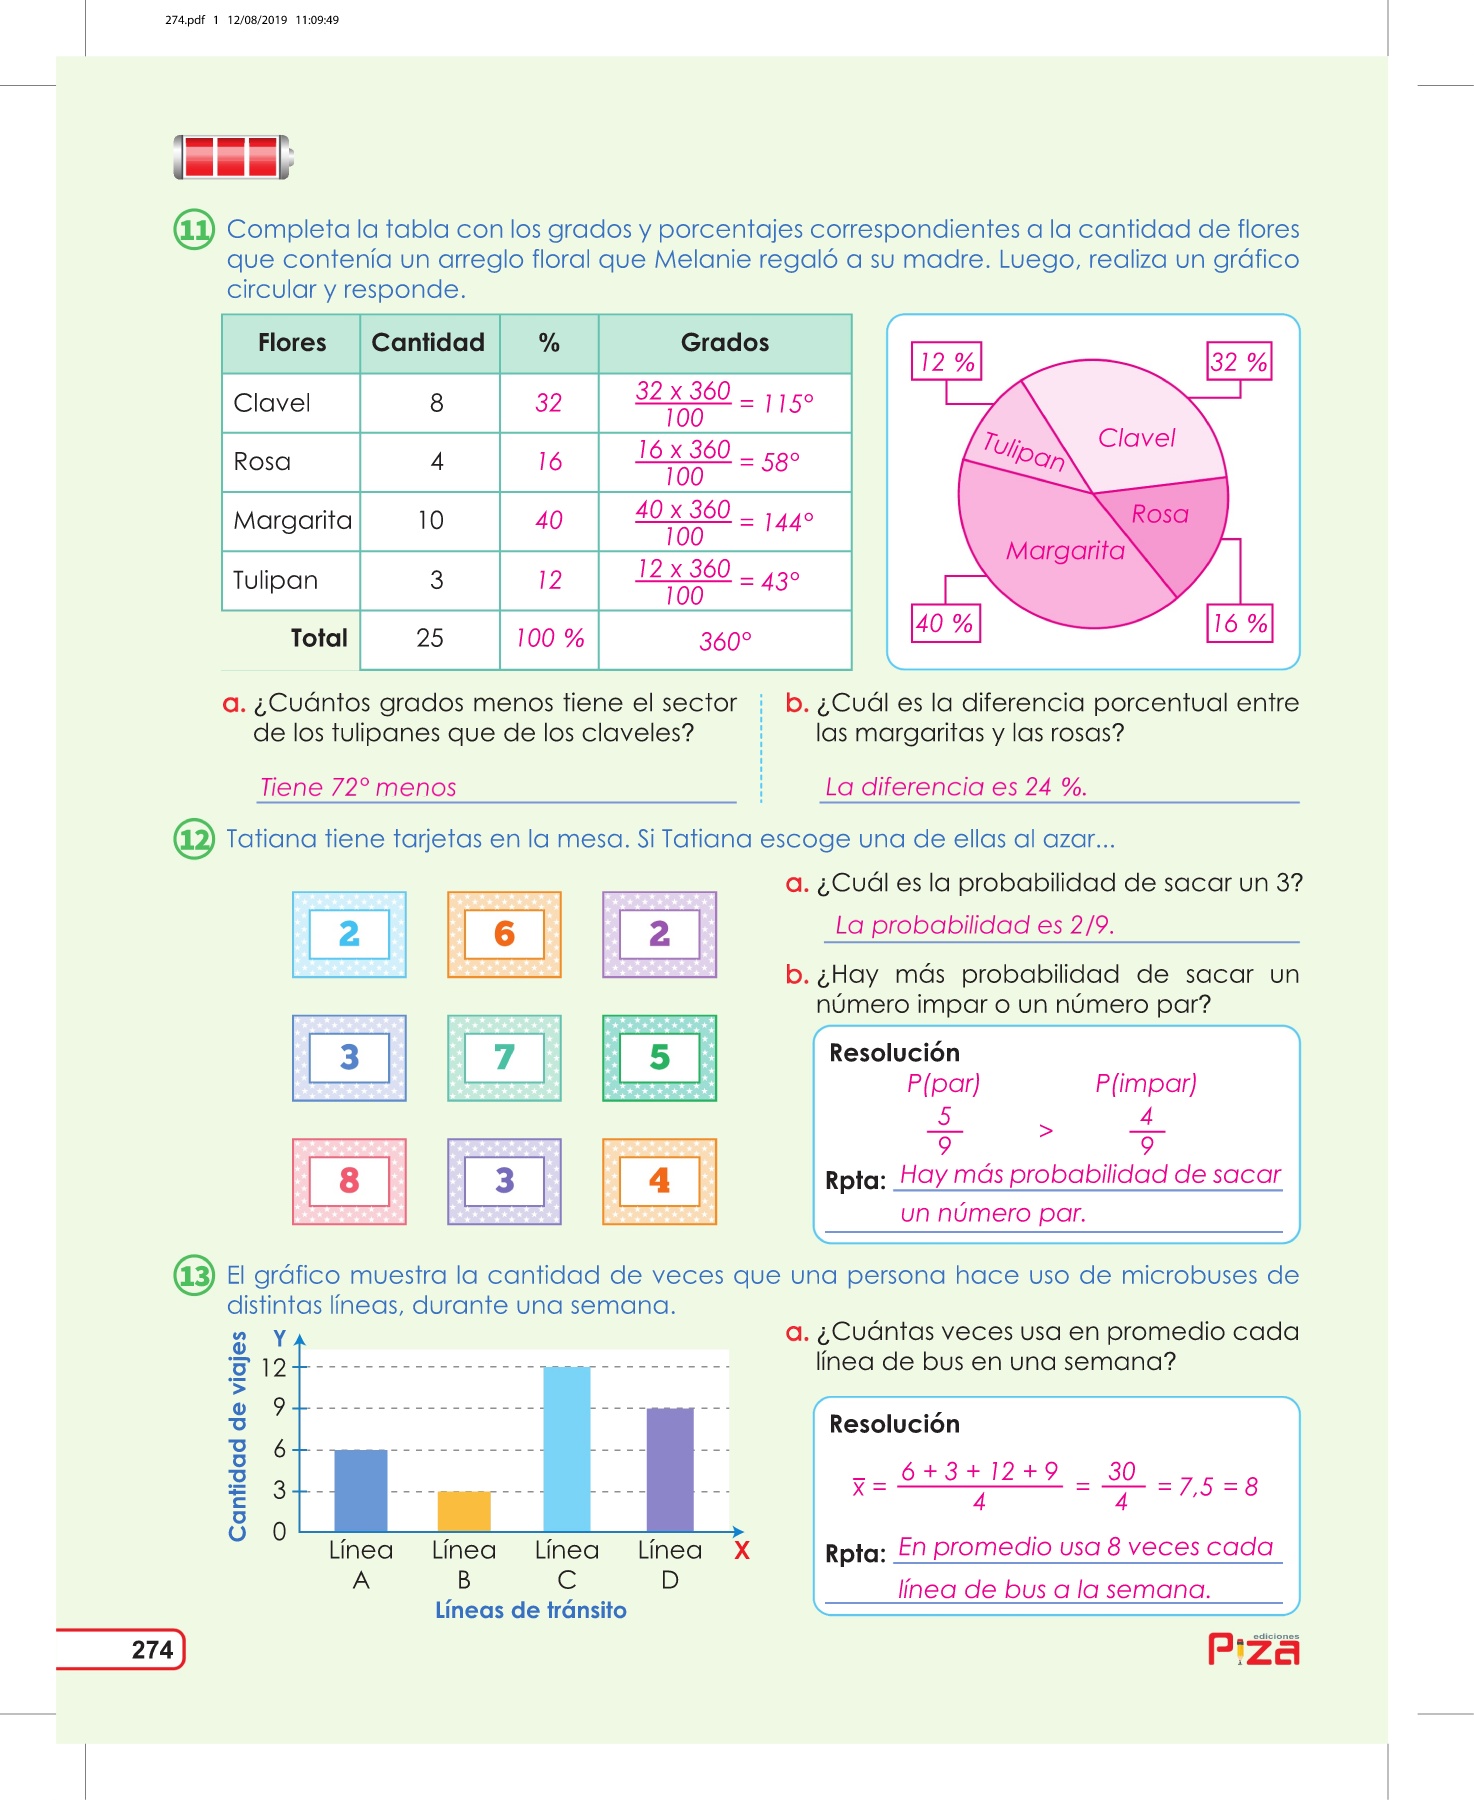 274.pdf 1 12/08/2019 11:09:49
11 Completa la tabla con los grados y porcentajes correspondientes a la cantidad de flores
que contenía un arreglo floral que Melanie regaló a su madre. Luego, realiza un gráfico
circular y responde.
Flores Cantidad % Grados
Clavel 8 32 32 x 360/100 = 115°
Rosa 4 16 16 x 360/100 = 58°
Margarita 10 40 40 x 360/100 = 144°
Tulipan 3 12 12 x 360/100 = 43°
Total 25 100 % 360°
12 % 32 %
Clavel
Tulipan
Rosa
Margarita
40 % 16 %
a. ¿Cuántos grados menos tiene el sector
de los tulipanes que de los claveles?
Tiene 72° menos
b. ¿Cuál es la diferencia porcentual entre
las margaritas y las rosas?
La diferencia es 24 %.
12 Tatiana tiene tarjetas en la mesa. Si Tatiana escoge una de ellas al azar...
2 6 2
3 7 5
8 3 4
a. ¿Cuál es la probabilidad de sacar un 3?
La probabilidad es 2/9.
b. ¿Hay más probabilidad de sacar un
número impar o un número par?
Resolución
P(par) P(impar)
5/9 > 4/9
Rpta: Hay más probabilidad de sacar
un número par.
13 El gráfico muestra la cantidad de veces que una persona hace uso de microbuses de
distintas líneas, durante una semana.
Cantidad de viajes
Y
12
9
6
3
0
Línea Línea Línea Línea X
A B C D
Líneas de tránsito
a. ¿Cuántas veces usa en promedio cada
línea de bus en una semana?
Resolución
x̅ = 6 + 3 + 12 + 9/4 = 30/4 = 7,5 = 8
Rpta: En promedio usa 8 veces cada
línea de bus a la semana.
274
ediciones
Piza